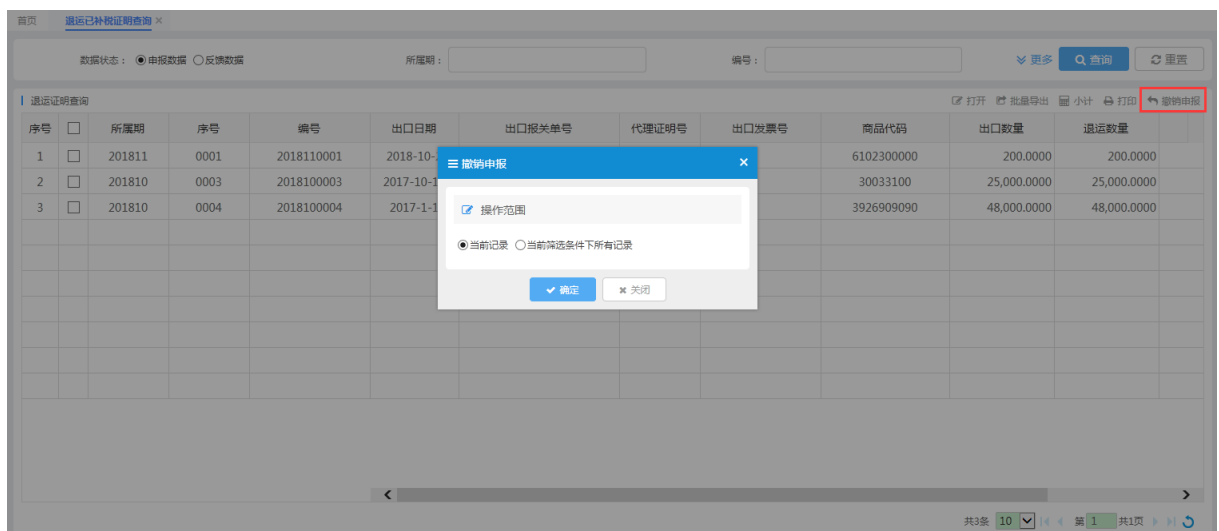 首页 退运已补税证明查询 ×
数据状态： 申报数据 反馈数据 所属期： 编号： 更多 查询 重置
退运证明查询 打开 批量导出 小计 打印 撤销申报
序号 所属期 序号 编号 出口日期 出口报关单号 代理证明号 出口发票号 商品代码 出口数量 退运数量
1 201811 0001 2018110001 2018-10- 6102300000 200.0000 200.0000
2 201810 0003 2018100003 2017-10-1 30033100 25,000.0000 25,000.0000
3 201810 0004 2018100004 2017-1-1 3926909090 48,000.0000 48,000.0000
撤销申报 ×
操作范围
当前记录 当前筛选条件下所有记录
确定 关闭
共3条 10 第 1 共1页